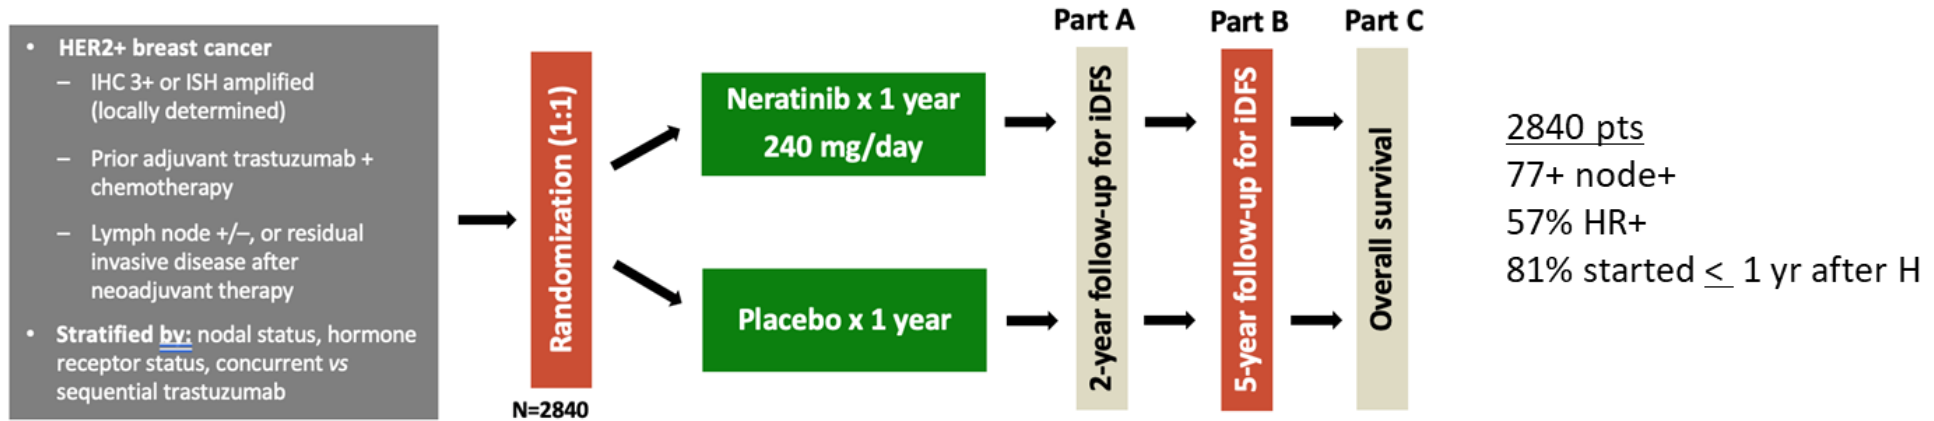 • HER2+ breast cancer
– IHC 3+ or ISH amplified
(locally determined)
– Prior adjuvant trastuzumab +
chemotherapy
– Lymph node +/–, or residual
invasive disease after
neoadjuvant therapy
• Stratified by: nodal status, hormone
receptor status, concurrent vs
sequential trastuzumab
Randomization (1:1)
N=2840
Neratinib x 1 year
240 mg/day
Placebo x 1 year
Part A
2-year follow-up for iDFS
Part B
5-year follow-up for iDFS
Part C
Overall survival
2840 pts
77+ node+
57% HR+
81% started < 1 yr after H